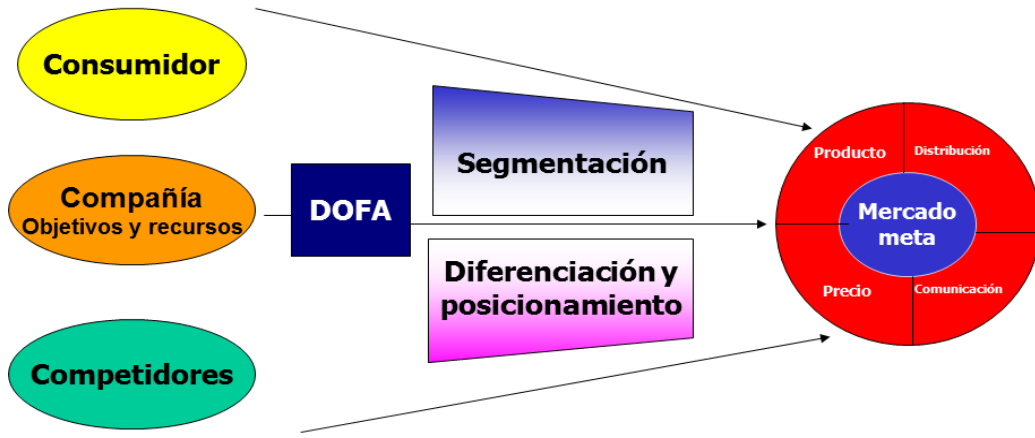 Consumidor
Compañía
Objetivos y recursos
Competidores
DOFA
Segmentación
Diferenciación y
posicionamiento
Producto
Distribución
Mercado
meta
Precio
Comunicación